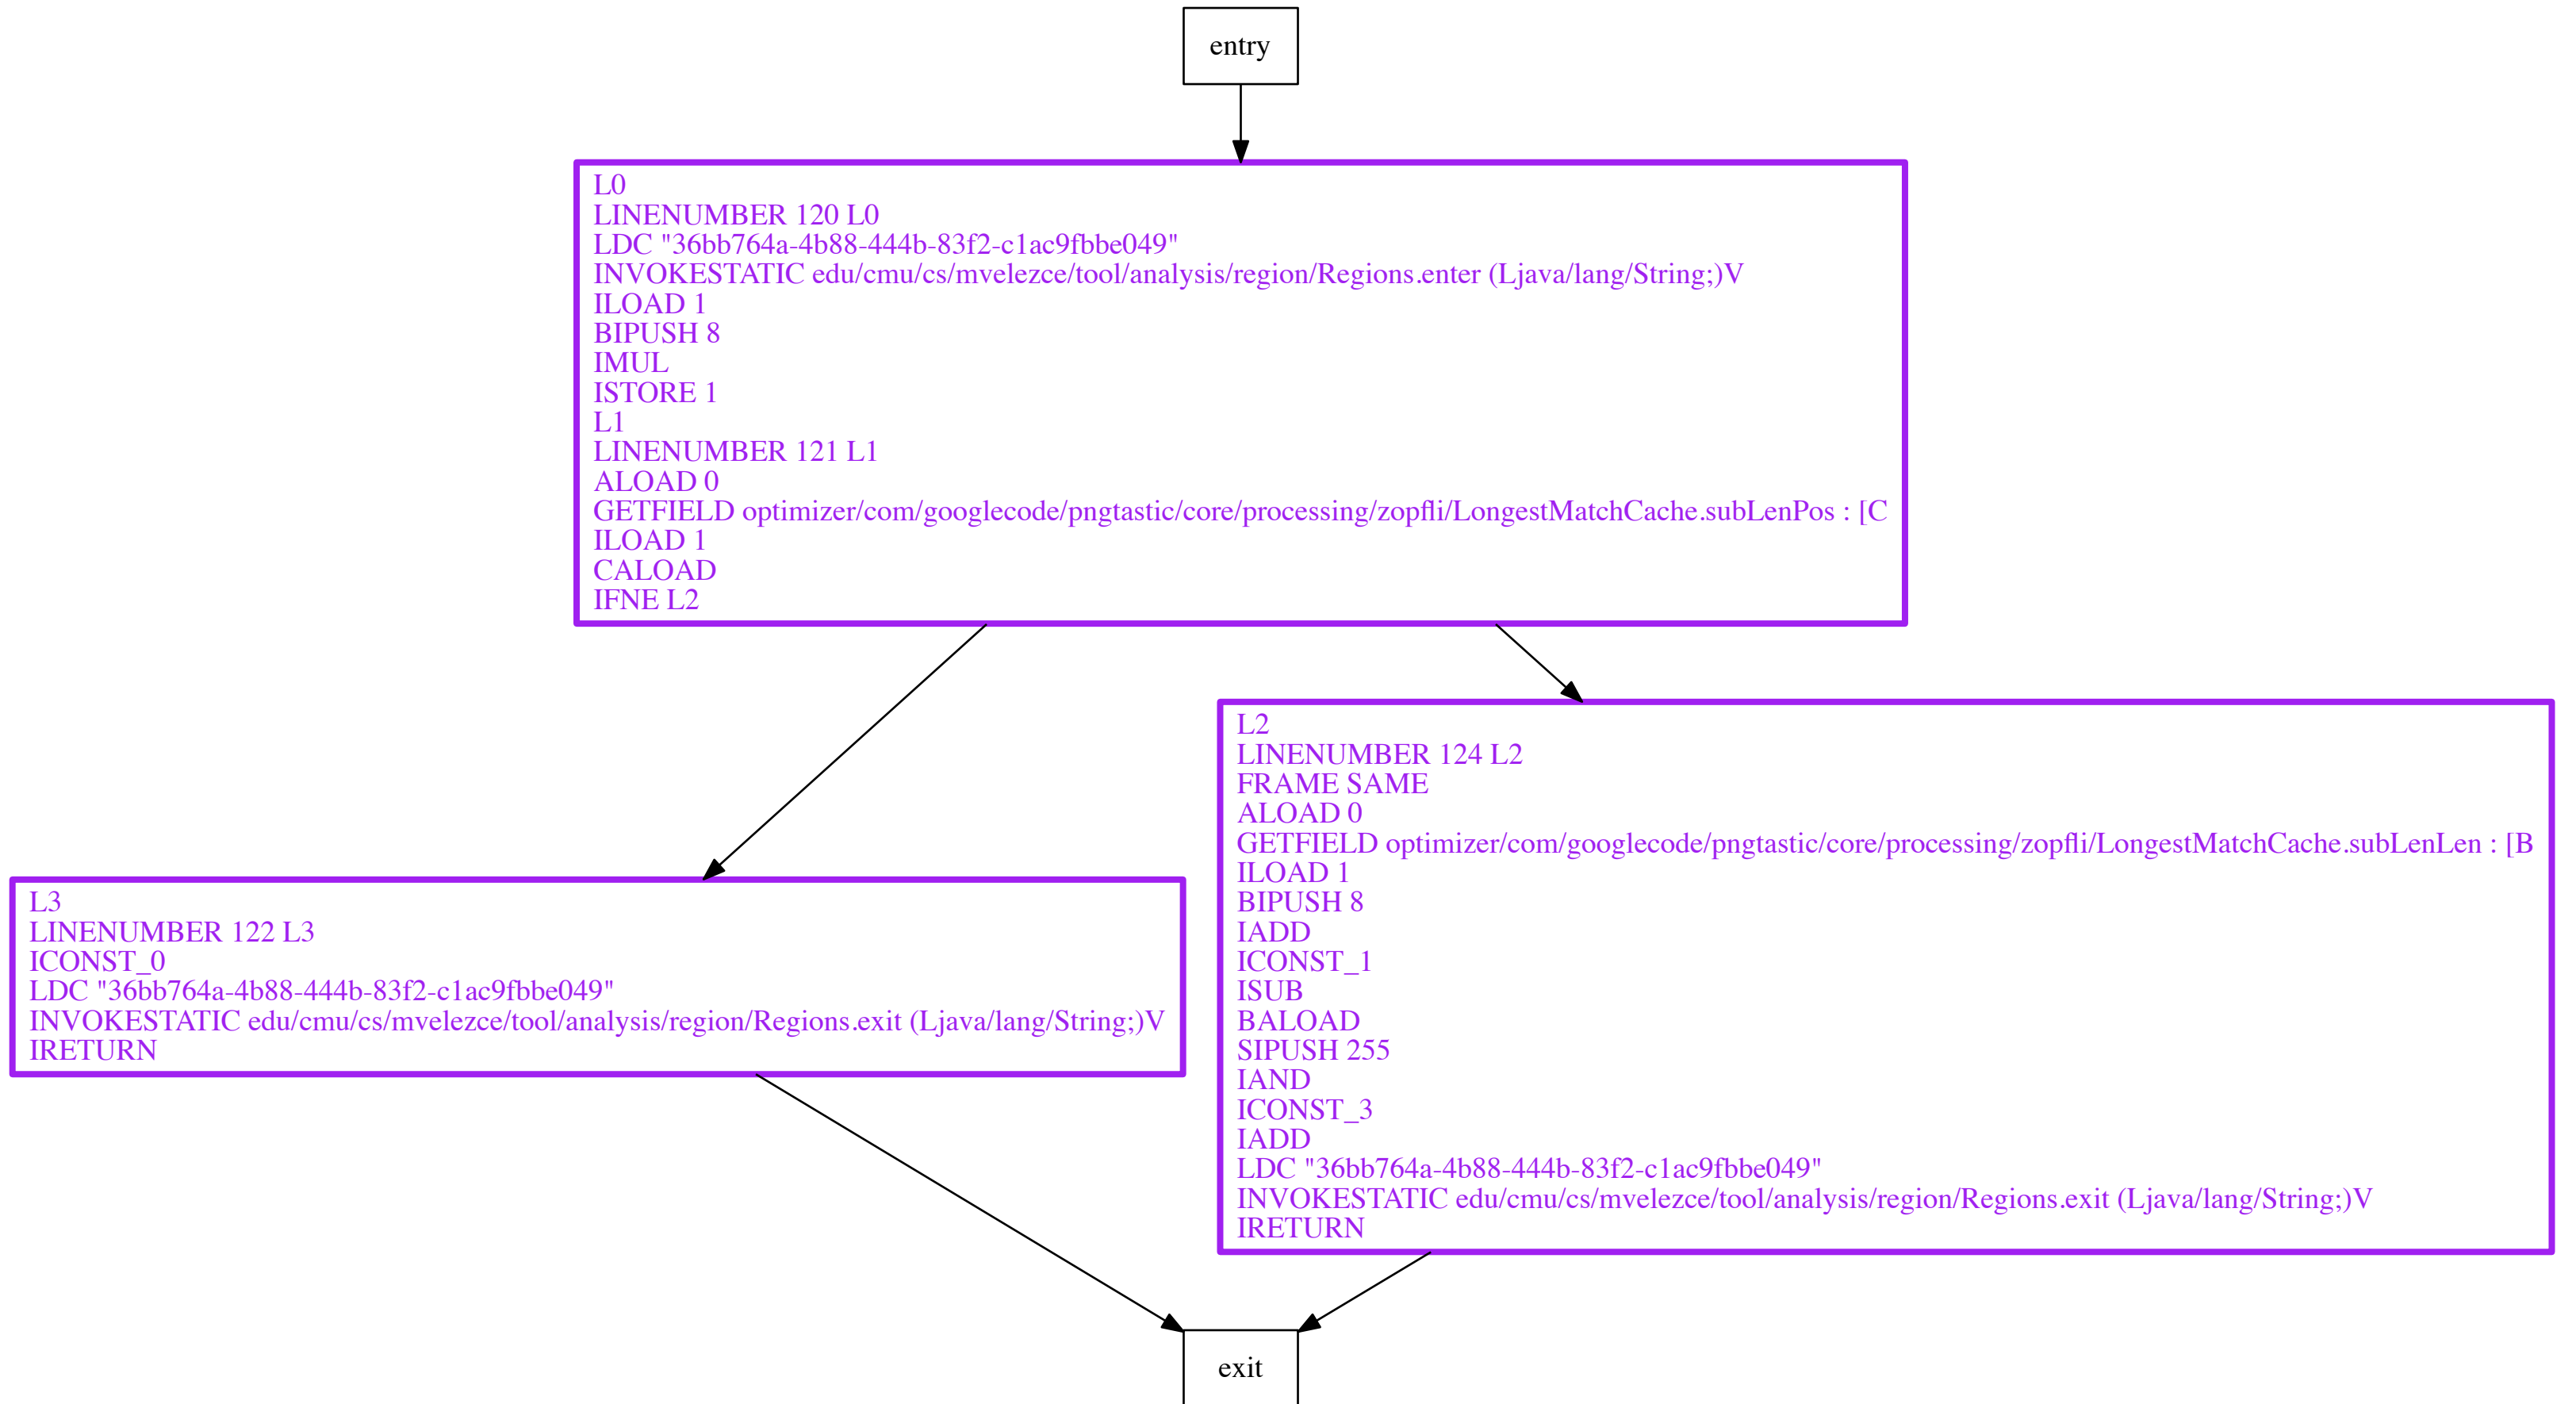 entry
L0
LINENUMBER 120 L0
LDC "36bb764a-4b88-444b-83f2-c1ac9fbbe049"
INVOKESTATIC edu/cmu/cs/mvelezce/tool/analysis/region/Regions.enter (Ljava/lang/String;)V
ILOAD 1
BIPUSH 8
IMUL
ISTORE 1
L1
LINENUMBER 121 L1
ALOAD 0
GETFIELD optimizer/com/googlecode/pngtastic/core/processing/zopfli/LongestMatchCache.subLenPos : [C
ILOAD 1
CALOAD
IFNE L2
L3
LINENUMBER 122 L3
ICONST_0
LDC "36bb764a-4b88-444b-83f2-c1ac9fbbe049"
INVOKESTATIC edu/cmu/cs/mvelezce/tool/analysis/region/Regions.exit (Ljava/lang/String;)V
IRETURN
L2
LINENUMBER 124 L2
FRAME SAME
ALOAD 0
GETFIELD optimizer/com/googlecode/pngtastic/core/processing/zopfli/LongestMatchCache.subLenLen : [B
ILOAD 1
BIPUSH 8
IADD
ICONST_1
ISUB
BALOAD
SIPUSH 255
IAND
ICONST_3
IADD
LDC "36bb764a-4b88-444b-83f2-c1ac9fbbe049"
INVOKESTATIC edu/cmu/cs/mvelezce/tool/analysis/region/Regions.exit (Ljava/lang/String;)V
IRETURN
exit